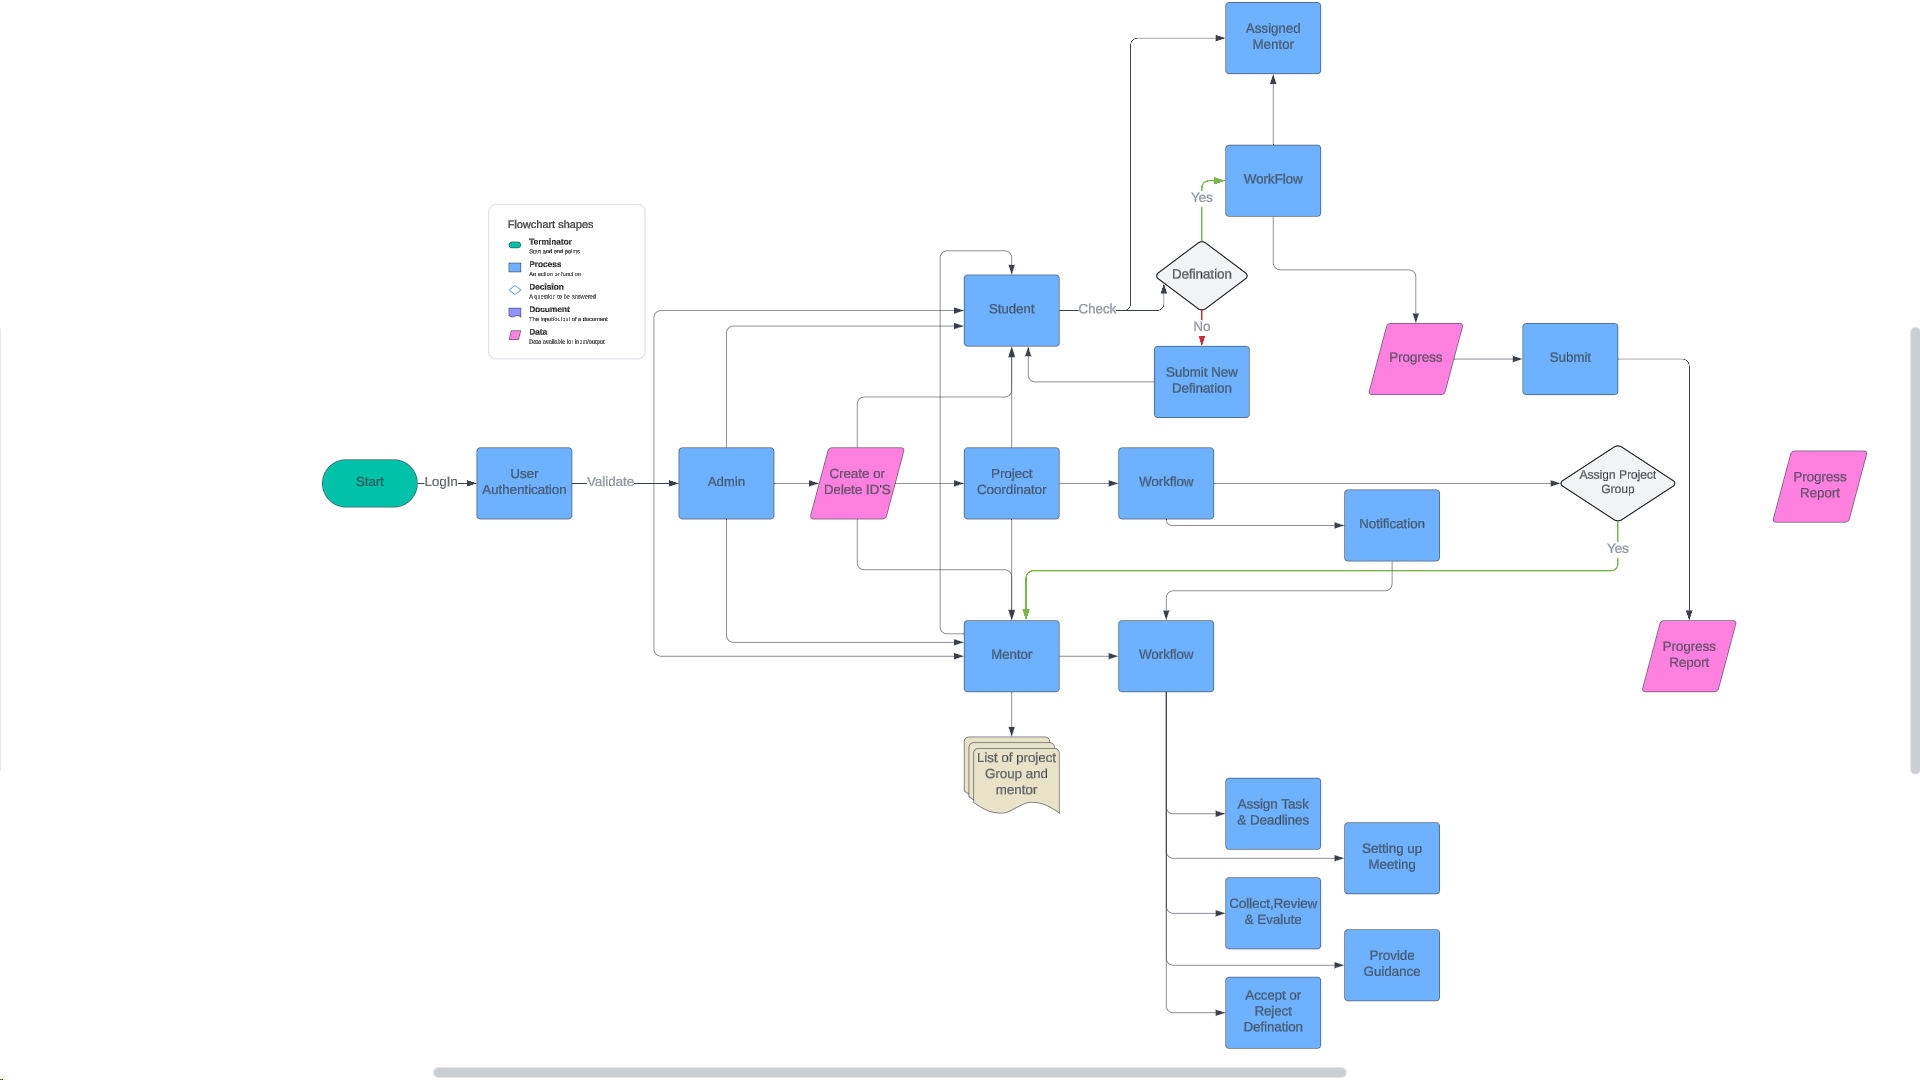 Assigned
Mentor
WorkFlow
Yes
Flowchart shapes
Terminator
Start and end points
Process
An action or function
Decision
A question to be answered
Document
The input/output of a document
Data
Data available for input/output
Defination
Student
Check
No
Submit New
Defination
Progress
Submit
Start
LogIn
User
Authentication
Validate
Admin
Create or
Delete ID'S
Project
Coordinator
Workflow
Assign Project
Group
Progress
Report
Notification
Yes
Mentor
Workflow
Progress
Report
List of project
Group and
mentor
Assign Task
& Deadlines
Setting up
Meeting
Collect,Review
& Evalute
Provide
Guidance
Accept or
Reject
Defination